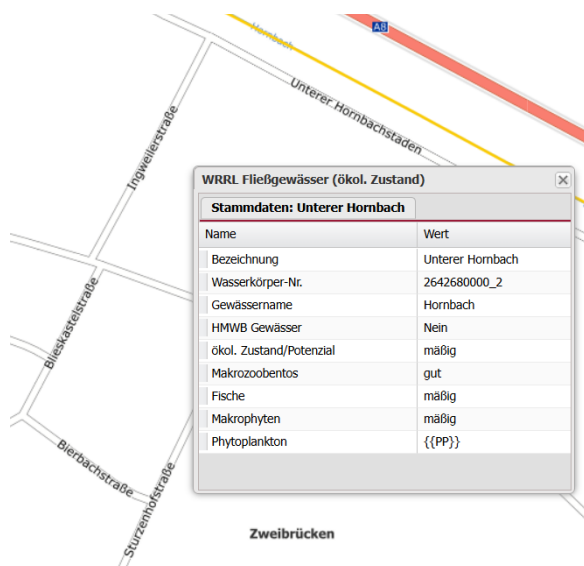 A8
Hornbach
Unterer Hornbachstaden
Ingweilerstraße
WRRL Fließgewässer (ökol. Zustand)
Stammdaten: Unterer Hornbach
Name Wert
Bezeichnung Unterer Hornbach
Wasserkörper-Nr. 2642680000_2
Gewässername Hornbach
HMWB Gewässer Nein
ökol. Zustand/Potenzial mäßig
Makrozoobentos gut
Fische mäßig
Makrophyten mäßig
Phytoplankton {{PP}}
Blieskastelstraße
Bierbachstraße
Sturzenhofstraße
Zweibrücken